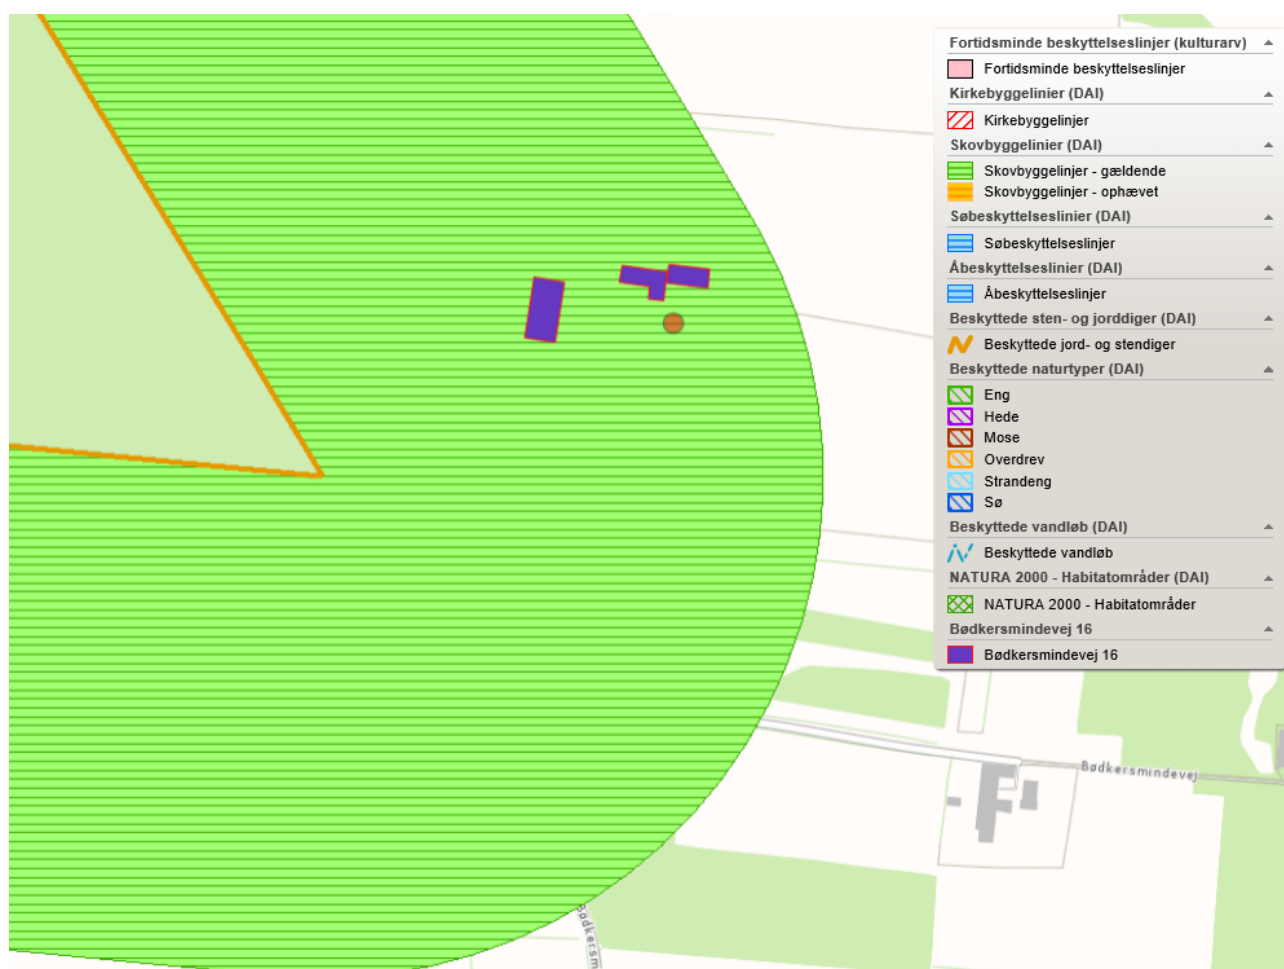 Fortidsminde beskyttelseslinjer (kulturarv)
Fortidsminde beskyttelseslinjer
Kirkebyggelinier (DAI)
Kirkebyggelinjer
Skovbyggelinier (DAI)
Skovbyggelinjer - gældende
Skovbyggelinjer - ophævet
Søbeskyttelseslinier (DAI)
Søbeskyttelseslinjer
Åbeskyttelseslinier (DAI)
Åbeskyttelseslinjer
Beskyttede sten- og jorddiger (DAI)
Beskyttede jord- og stendiger
Beskyttede naturtyper (DAI)
Eng
Hede
Mose
Overdrev
Strandeng
Sø
Beskyttede vandløb (DAI)
Beskyttede vandløb
NATURA 2000 - Habitatområder (DAI)
NATURA 2000 - Habitatområder
Bødkersmindevej 16
Bødkersmindevej 16
Bødkersmindevej
Bødkersm